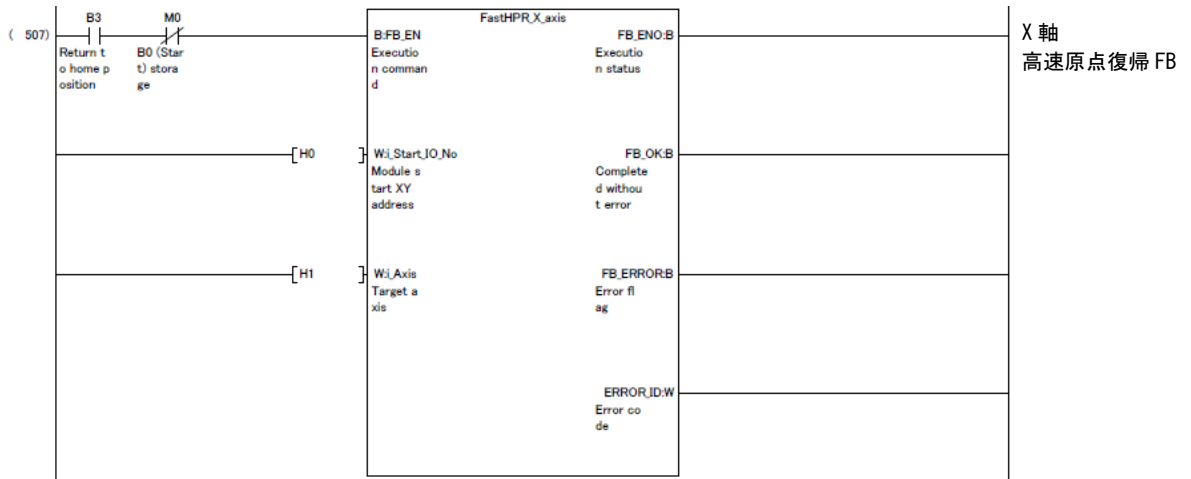 B3 M0 FastHPR_X_axis
( 507) B:FB_EN FB_ENO:B X 軸
Return t B0 (Star Executio Executio 高速原点復帰 FB
o home p t) stora n comman n status
osition ge d
[ H0 ] W:i_Start_IO_No FB_OK:B
Module s Complete
tart XY d withou
address t error
[ H1 ] W:i_Axis FB_ERROR:B
Target a Error fl
xis ag
ERROR_ID:W
Error co
de